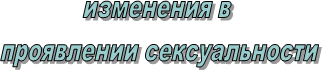 изменения в
проявлении сексуальности